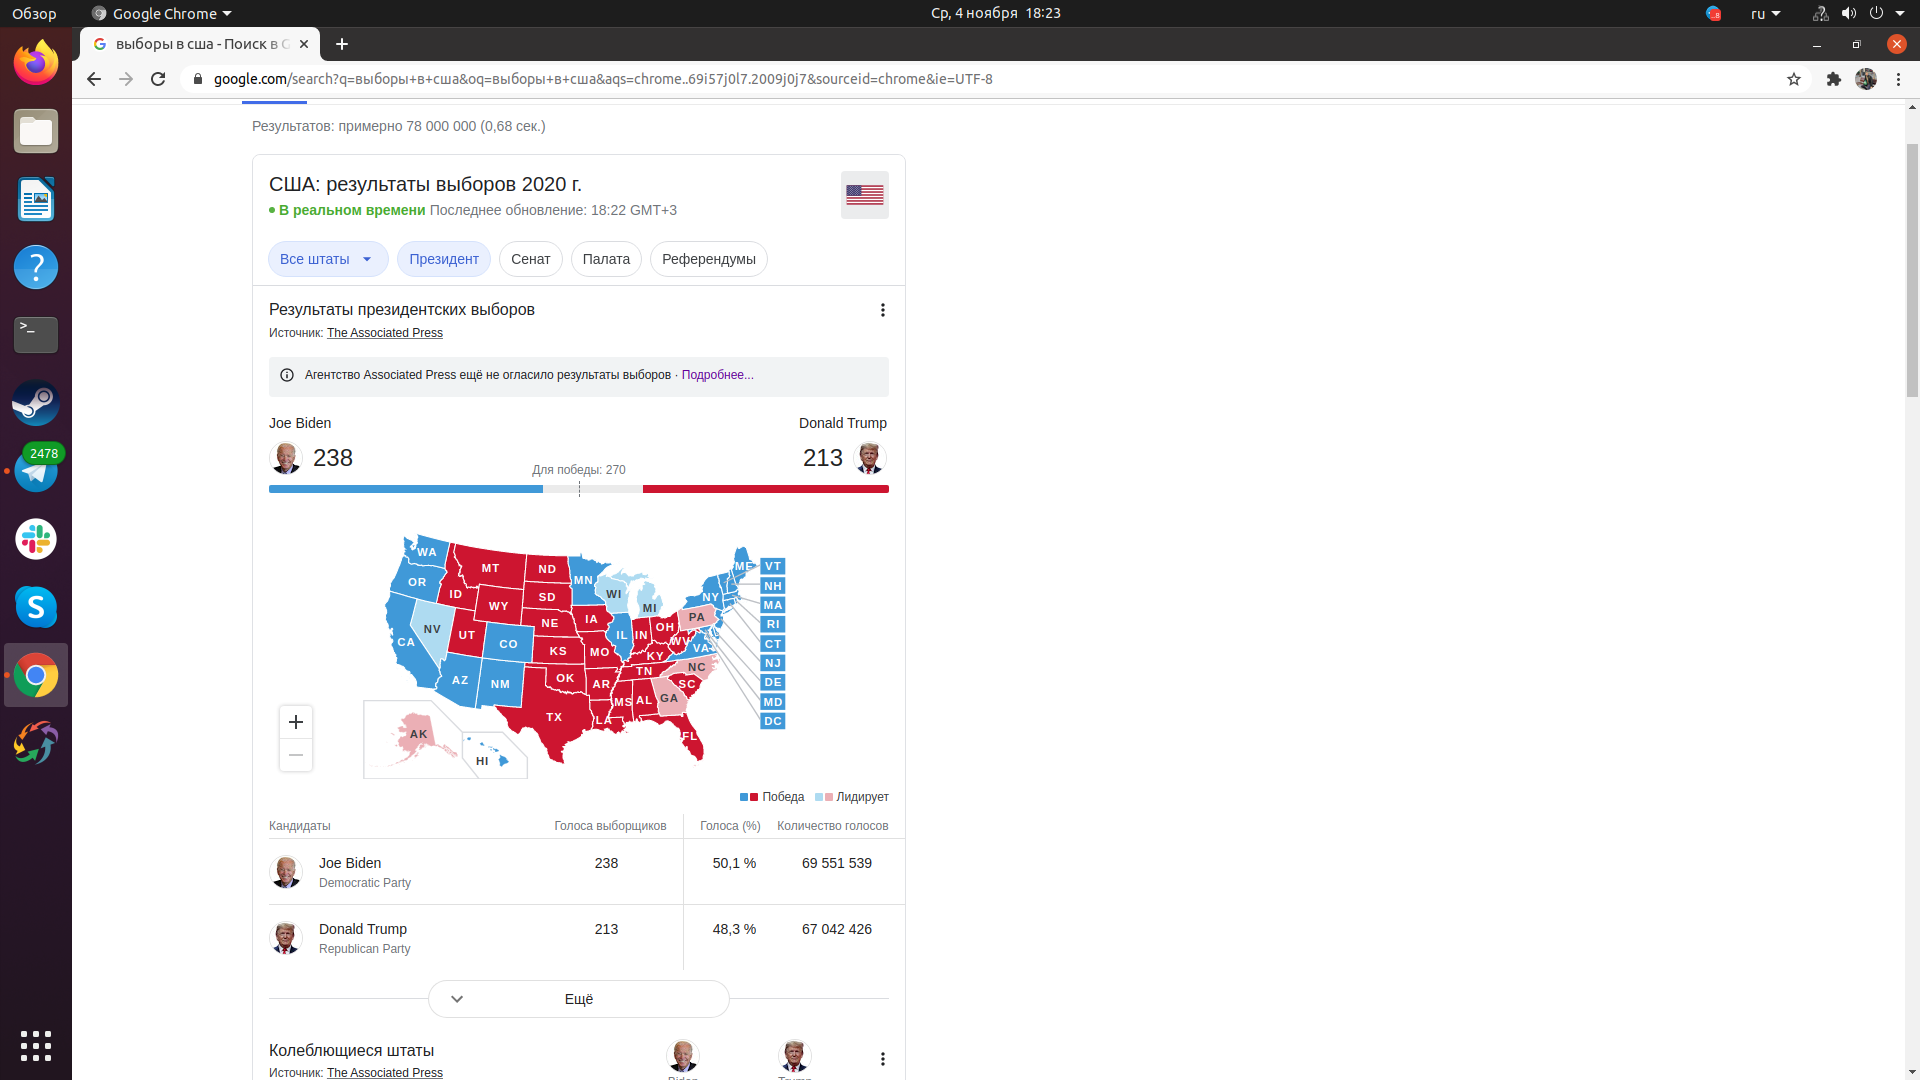 Обзор
Google Chrome
Ср, 4 ноября 18:23
ru
выборы в сша - Поиск в G
google.com/search?q=выборы+в+сша&oq=выборы+в+сша&aqs=chrome..69i57j0l7.2009j0j7&sourceid=chrome&ie=UTF-8
Результатов: примерно 78 000 000 (0,68 сек.)
США: результаты выборов 2020 г.
В реальном времени Последнее обновление: 18:22 GMT+3
Все штаты Президент Сенат Палата Референдумы
Результаты президентских выборов
Источник: The Associated Press
Агентство Associated Press ещё не огласило результаты выборов · Подробнее...
Joe Biden Donald Trump
238 213
Для победы: 270
2478
WA
MT
ND
MN
ME
VT
OR
ID
SD
WI
NH
WY
MI
NY
MA
NV
UT
NE
IA
PA
RI
CA
CO
IL
IN
OH
CT
KS
MO
WV
VA
NJ
KY
AZ
NM
OK
AR
TN
NC
DE
SC
MS
AL
GA
MD
TX
LA
DC
AK
FL
HI
+
−
Победа Лидирует
Кандидаты Голоса выборщиков Голоса (%) Количество голосов
Joe Biden 238 50,1 % 69 551 539
Democratic Party
Donald Trump 213 48,3 % 67 042 426
Republican Party
Ещё
Колеблющиеся штаты
Источник: The Associated Press
Biden Trump